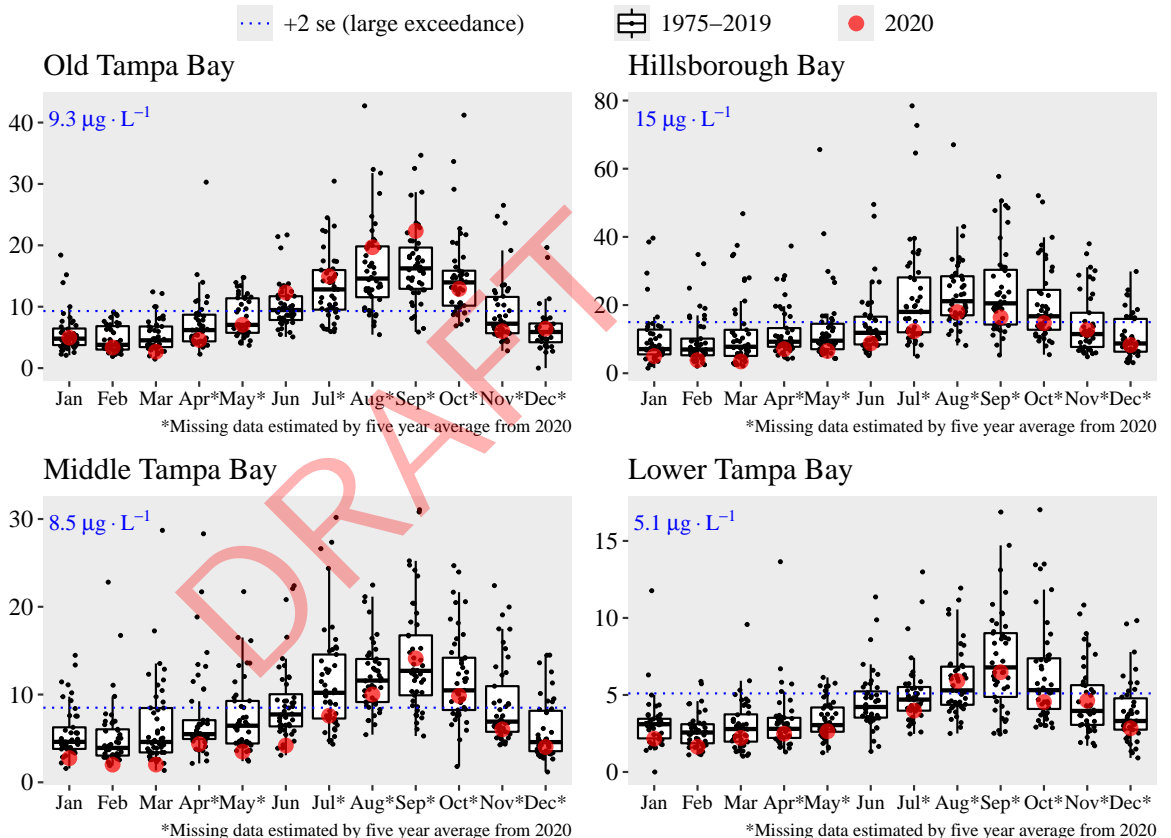 +2 se (large exceedance) 1975–2019 2020
Old Tampa Bay
9.3 μg · L⁻¹
40
30
20
10
0
Jan Feb Mar Apr* May* Jun Jul* Aug* Sep* Oct* Nov* Dec*
*Missing data estimated by five year average from 2020
Hillsborough Bay
15 μg · L⁻¹
80
60
40
20
0
Jan Feb Mar Apr* May* Jun Jul* Aug* Sep* Oct* Nov* Dec*
*Missing data estimated by five year average from 2020
Middle Tampa Bay
8.5 μg · L⁻¹
30
20
10
0
Jan Feb Mar Apr* May* Jun Jul* Aug* Sep* Oct* Nov* Dec*
*Missing data estimated by five year average from 2020
Lower Tampa Bay
5.1 μg · L⁻¹
15
10
5
0
Jan Feb Mar Apr* May* Jun Jul* Aug* Sep* Oct* Nov* Dec*
*Missing data estimated by five year average from 2020
DRAFT